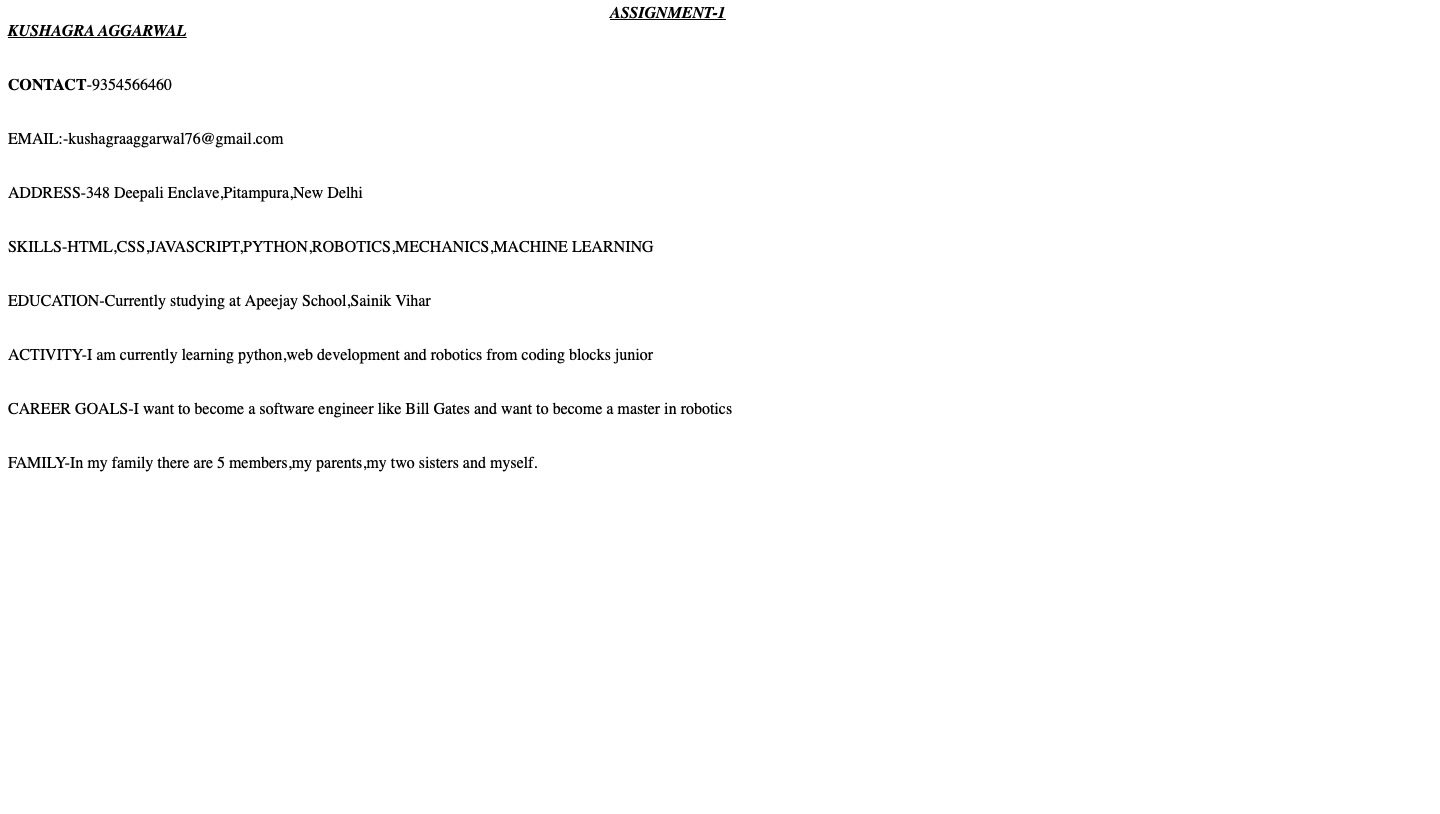 ASSIGNMENT-1
KUSHAGRA AGGARWAL
CONTACT-9354566460
EMAIL:-kushagraaggarwal76@gmail.com
ADDRESS-348 Deepali Enclave,Pitampura,New Delhi
SKILLS-HTML,CSS,JAVASCRIPT,PYTHON,ROBOTICS,MECHANICS,MACHINE LEARNING
EDUCATION-Currently studying at Apeejay School,Sainik Vihar
ACTIVITY-I am currently learning python,web development and robotics from coding blocks junior
CAREER GOALS-I want to become a software engineer like Bill Gates and want to become a master in robotics
FAMILY-In my family there are 5 members,my parents,my two sisters and myself.